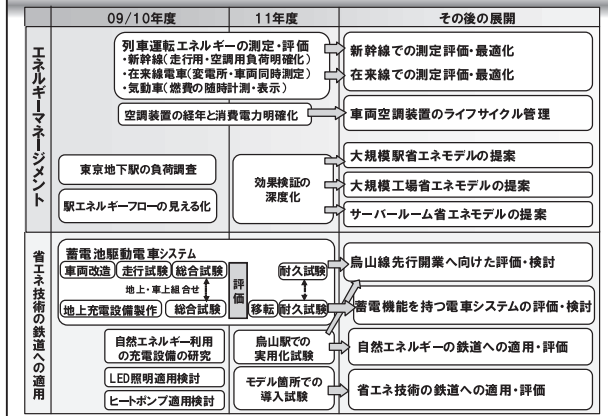 09/10年度
11年度
その後の展開
エネルギーマネージメント
列車運転エネルギーの測定・評価
・新幹線(走行用・空調用負荷明確化)
・在来線電車(変電所・車両同時測定)
・気動車(燃費の随時計測・表示)
新幹線での測定評価・最適化
在来線での測定評価・最適化
空調装置の経年と消費電力明確化
車両空調装置のライフサイクル管理
東京地下駅の負荷調査
駅エネルギーフローの見える化
効果検証の
深度化
大規模駅省エネモデルの提案
大規模工場省エネモデルの提案
サーバールーム省エネモデルの提案
省エネ技術の鉄道への適用
蓄電池駆動電車システム
車両改造
走行試験
総合試験
地上・車上組合せ
地上充電設備製作
総合試験
評価
耐久試験
移転
耐久試験
烏山線先行開業へ向けた評価・検討
蓄電機能を持つ電車システムの評価・検討
自然エネルギー利用
の充電設備の研究
烏山駅での
実用化試験
自然エネルギーの鉄道への適用・評価
LED照明適用検討
ヒートポンプ適用検討
モデル箇所での
導入試験
省エネ技術の鉄道への適用・評価